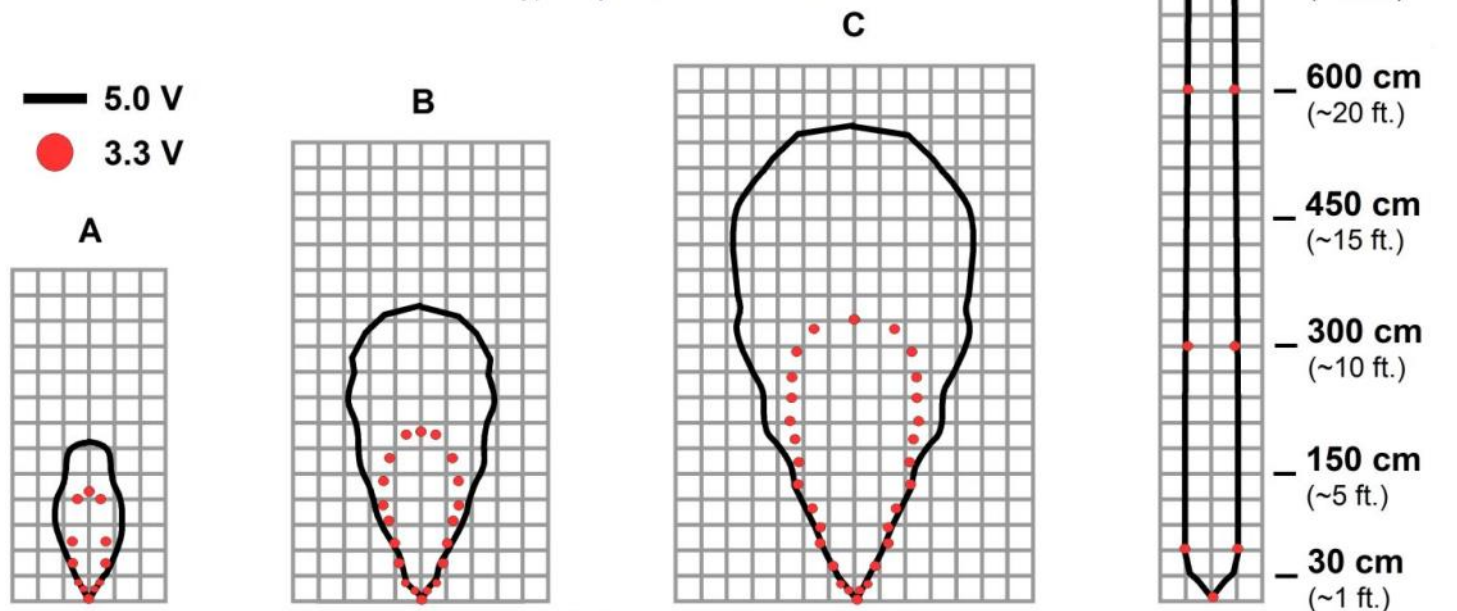 C
B
5.0 V
3.3 V
A
600 cm
(~20 ft.)
450 cm
(~15 ft.)
300 cm
(~10 ft.)
150 cm
(~5 ft.)
30 cm
(~1 ft.)